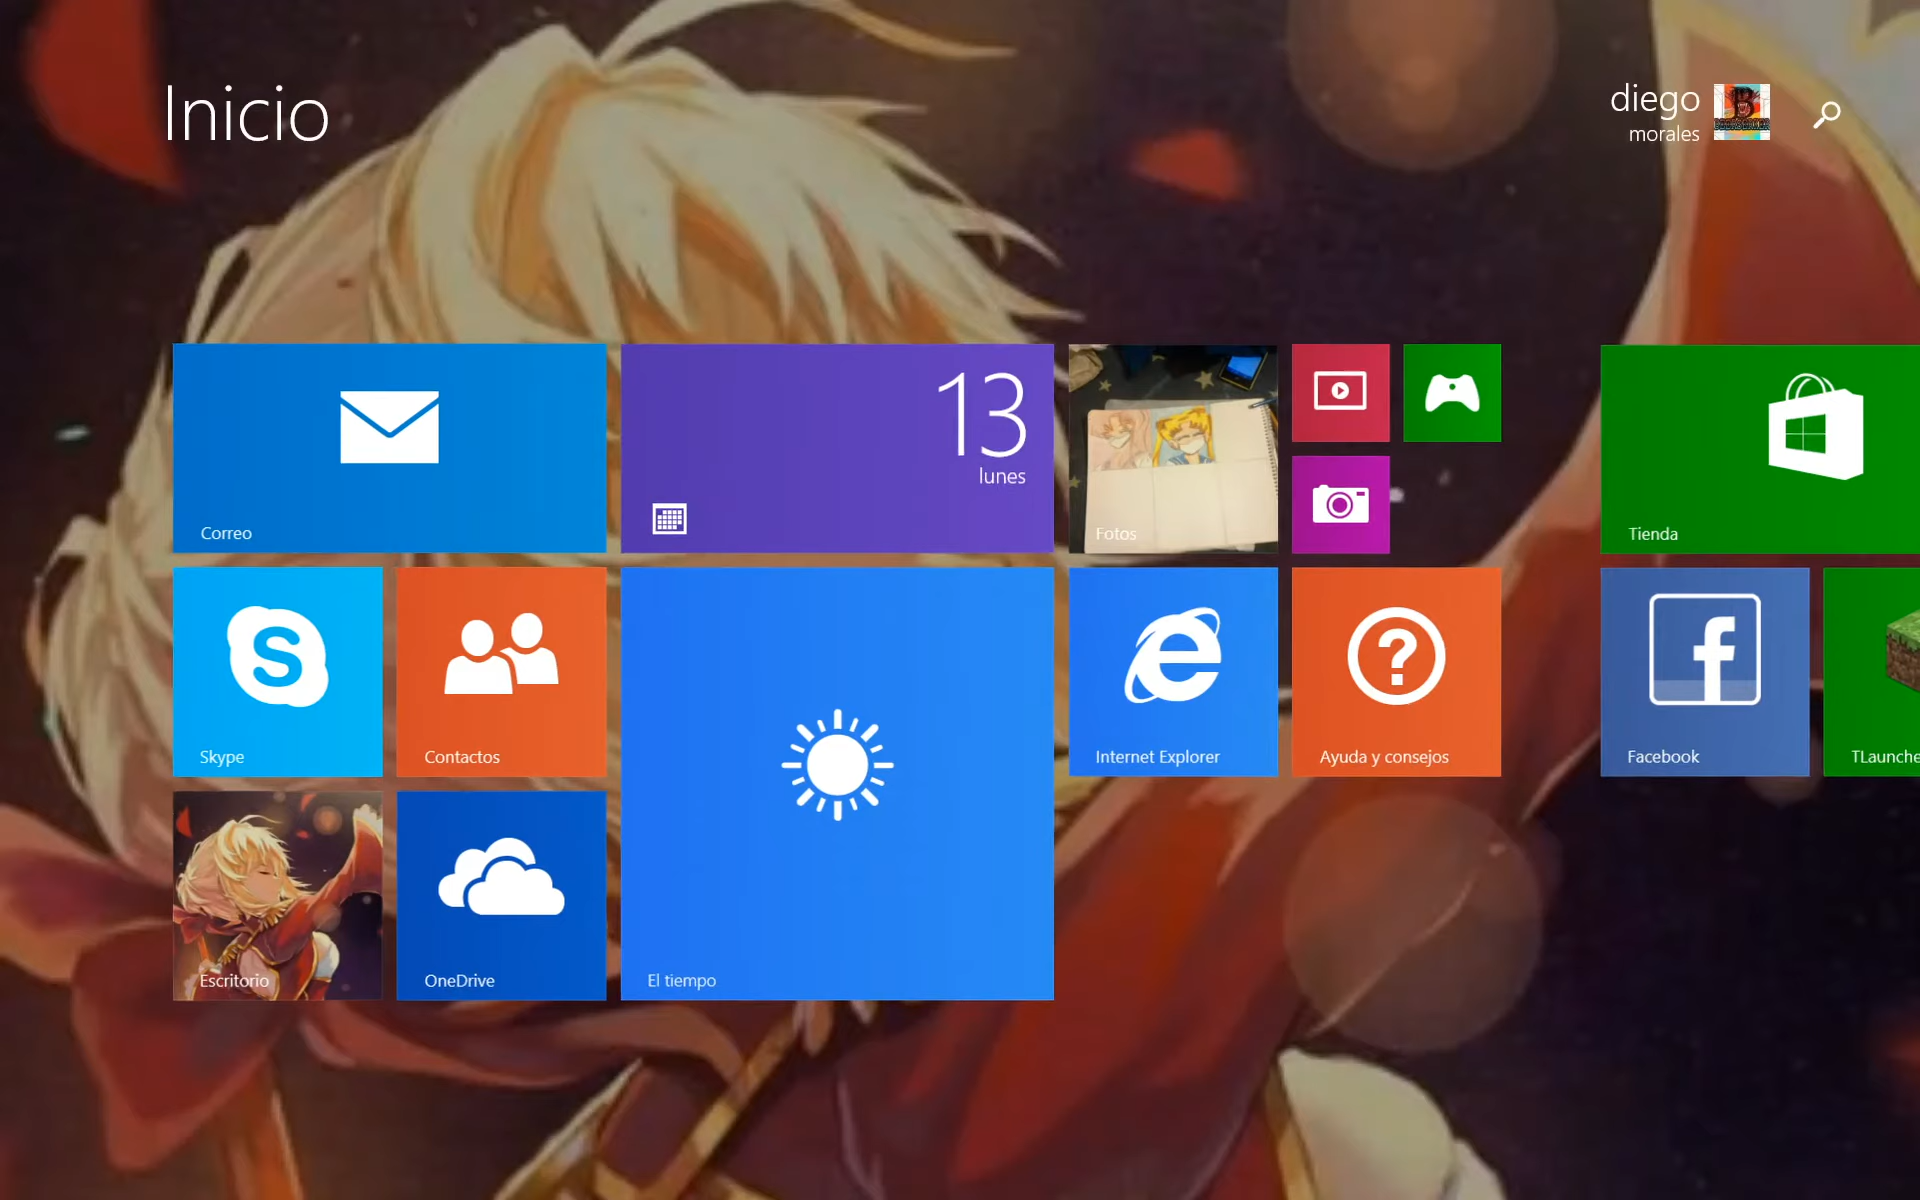 Inicio
diego
morales
Correo
13
lunes
Fotos
Tienda
Skype
Contactos
El tiempo
Internet Explorer
Ayuda y consejos
Facebook
TLaunche
Escritorio
OneDrive